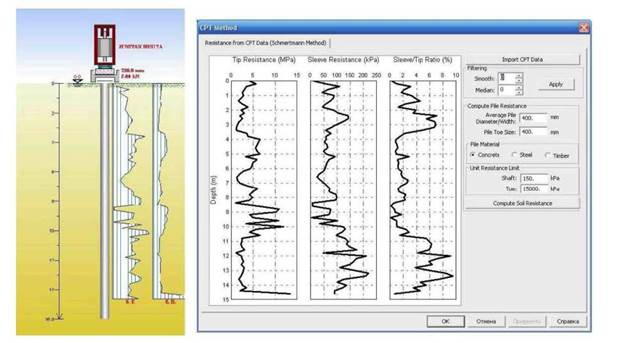 CPT Method
Resistance from CPT Data (Schmertmann Method)
Tip Resistance (MPa)
Sleeve Resistance (kPa)
Sleeve/Tip Ratio (%)
0 5 10 15
0 50 100 150 200 250
0 2 4 6 8 10
0
1
2
3
4
5
6
7
8
9
10
11
12
13
14
15
Depth (m)
Import CPT Data
Filtering
Smooth:
Median: 0
Apply
Compute Pile Resistance
Average Pile Diameter/Width: 400. mm
Pile Toe Size: 400. mm
Pile Material
Concrete
Steel
Timber
Unit Resistance Limit
Shaft: 150. kPa
Toe: 15000. kPa
Compute Soil Resistance
OK
Отмена
Применить
Справка